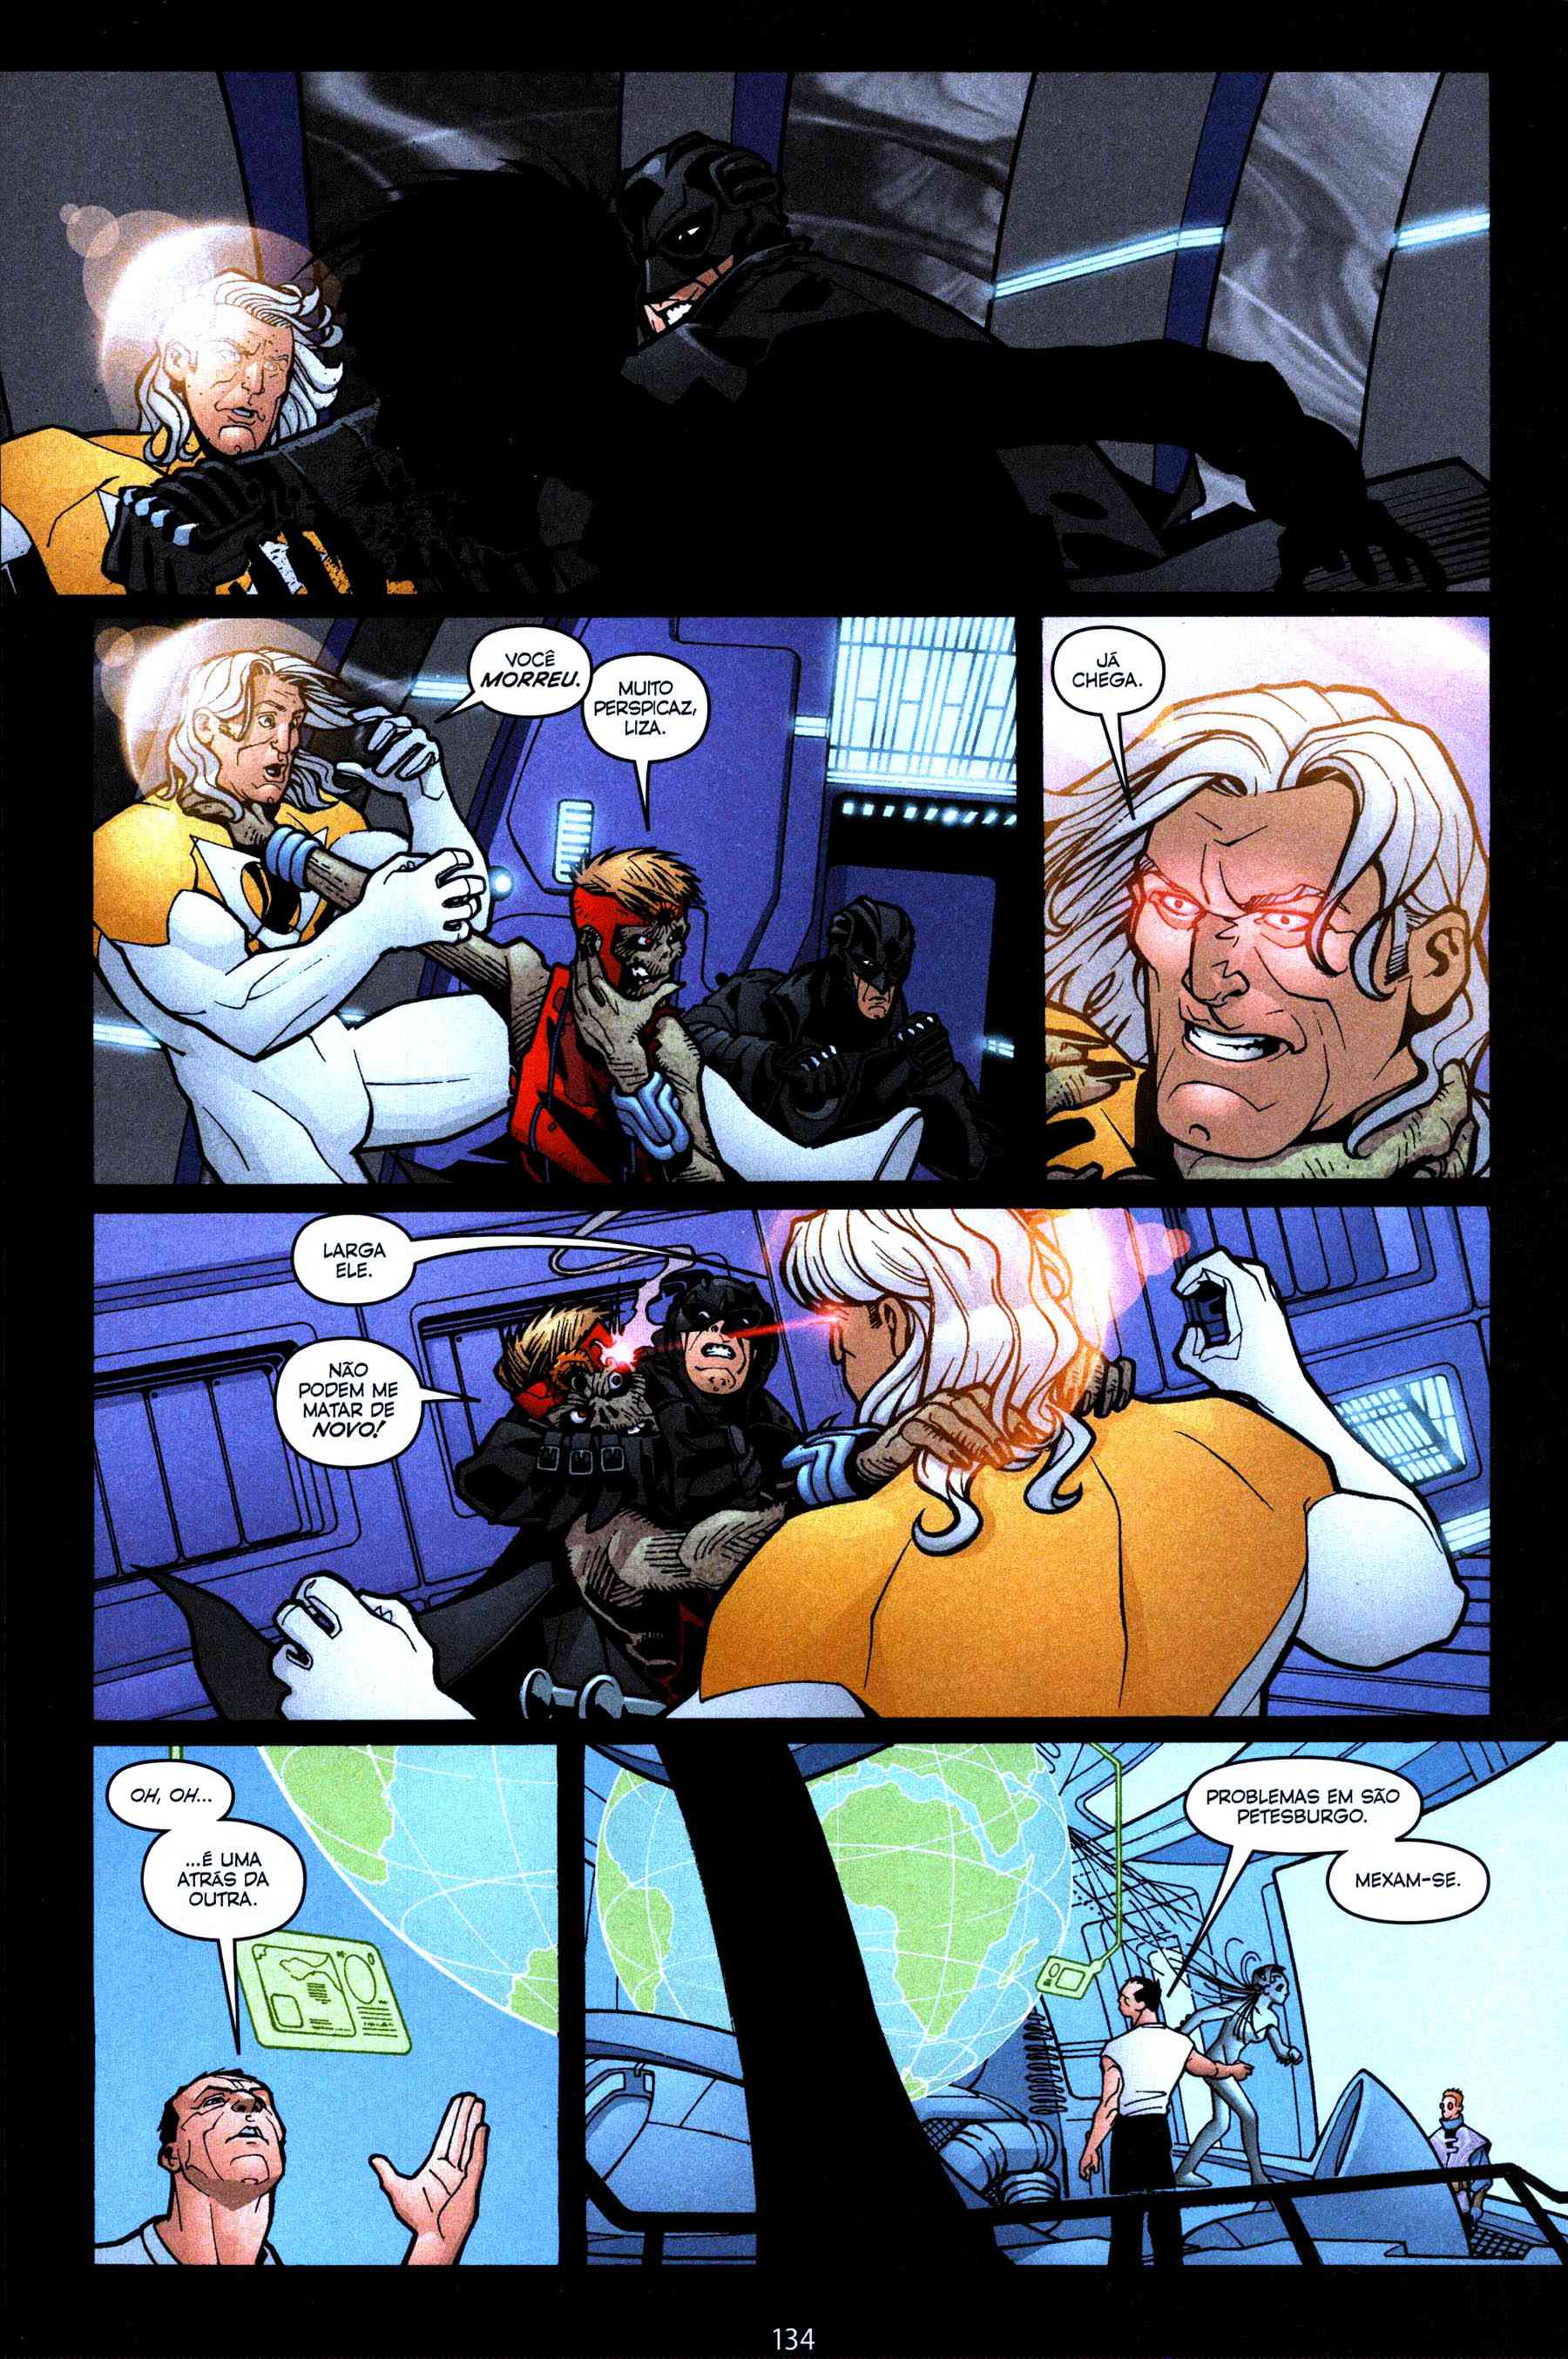 VOCÊ
MORREU.
MUITO
PERSPICAZ,
LIZA.
JÁ
CHEGA.
LARGA
ELE.
NÃO
PODEM ME
MATAR DE
NOVO!
OH, OH...
...É UMA
ATRÁS DA
OUTRA.
PROBLEMAS EM SÃO
PETESBURGO.
MEXAM-SE.
134